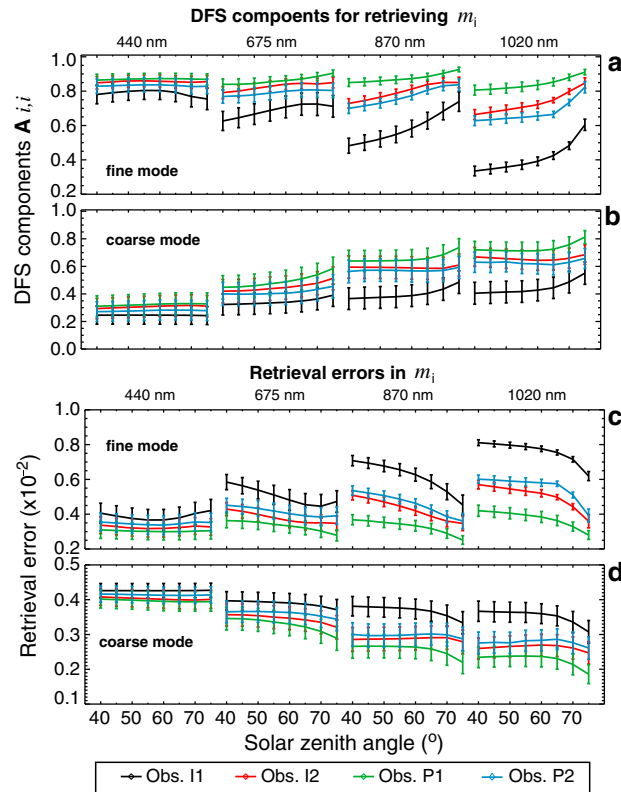 DFS compoents for retrieving mᵢ
440 nm 675 nm 870 nm 1020 nm
a
1.0
0.8
0.6
0.4
0.2
fine mode
b
1.0
0.8
0.6
0.4
0.2
0.0
coarse mode
DFS components A i,i
Retrieval errors in mᵢ
440 nm 675 nm 870 nm 1020 nm
c
1.0
0.8
0.6
0.4
0.2
fine mode
d
0.5
0.4
0.3
0.2
0.1
coarse mode
Retrieval error (x10⁻²)
40 50 60 70 40 50 60 70 40 50 60 70 40 50 60 70
Solar zenith angle (º)
Obs. I1 Obs. I2 Obs. P1 Obs. P2